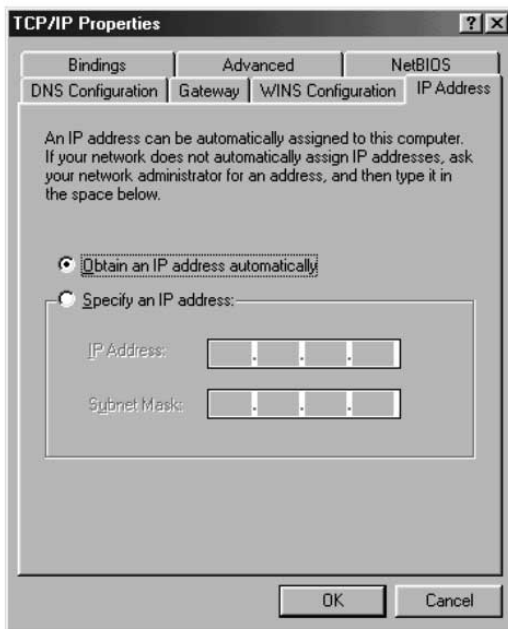 TCP/IP Properties
Bindings
Advanced
NetBIOS
DNS Configuration
Gateway
WINS Configuration
IP Address
An IP address can be automatically assigned to this computer.
If your network does not automatically assign IP addresses, ask
your network administrator for an address, and then type it in
the space below.
Obtain an IP address automatically
Specify an IP address:
IP Address:
Subnet Mask:
OK
Cancel